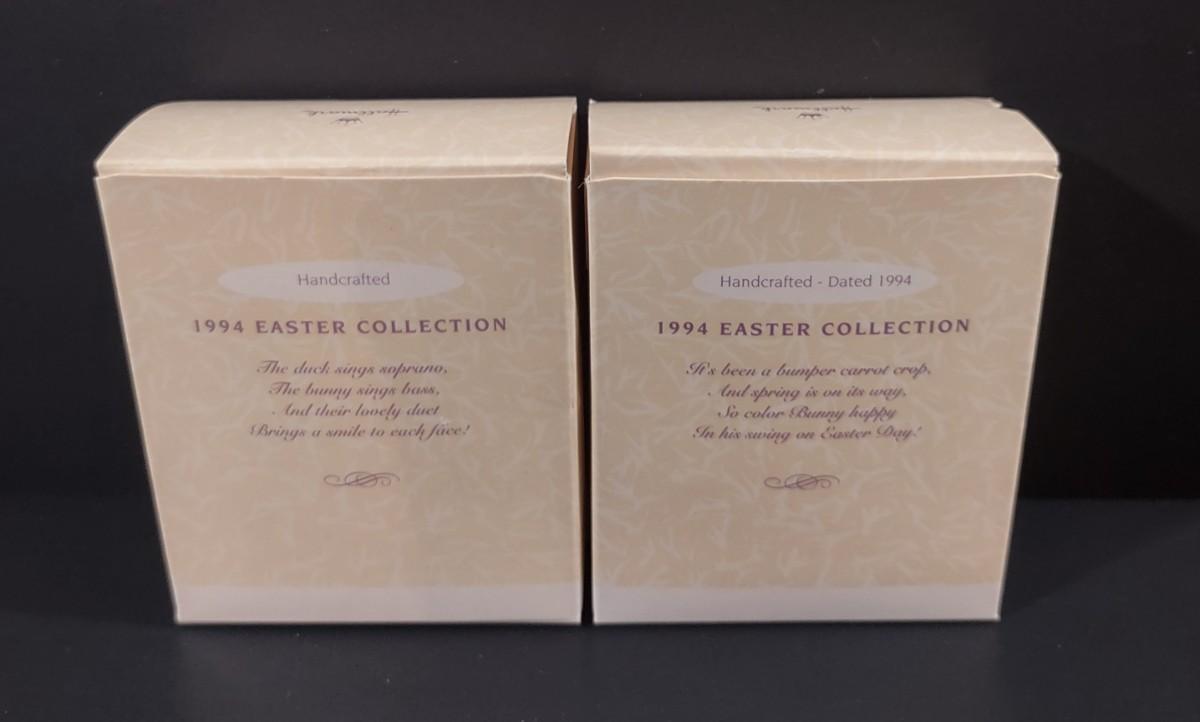 Hallmark
Handcrafted
1994 EASTER COLLECTION
The duck sings soprano,
The bunny sings bass,
And their lovely duet
Brings a smile to each face!
Hallmark
Handcrafted - Dated 1994
1994 EASTER COLLECTION
It's been a bumper carrot crop,
And spring is on its way,
So color Bunny happy
In his swing on Easter Day!